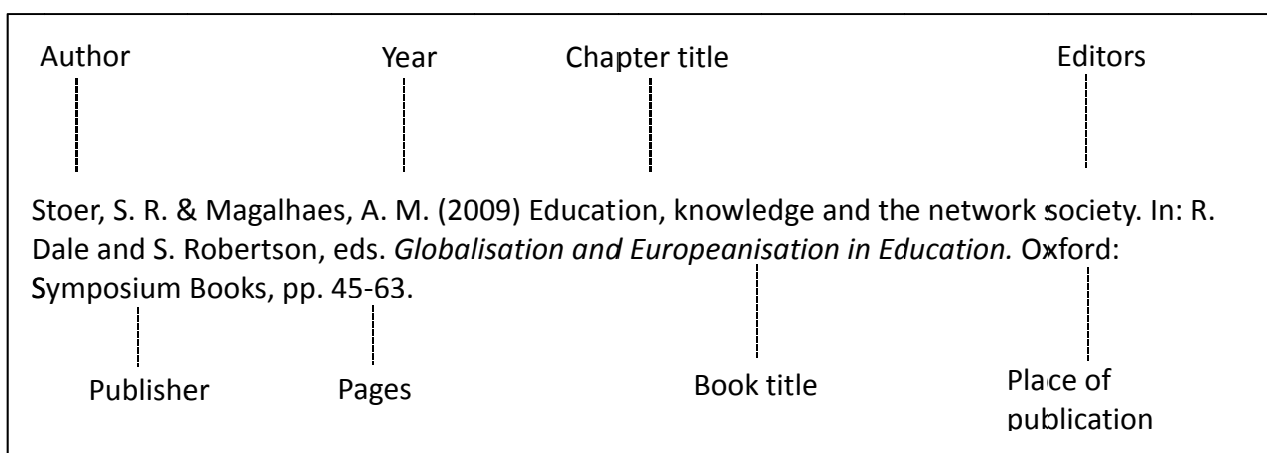 Author Year Chapter title Editors
Stoer, S. R. & Magalhaes, A. M. (2009) Education, knowledge and the network society. In: R.
Dale and S. Robertson, eds. Globalisation and Europeanisation in Education. Oxford:
Symposium Books, pp. 45-63.
Publisher Pages Book title Place of
publication